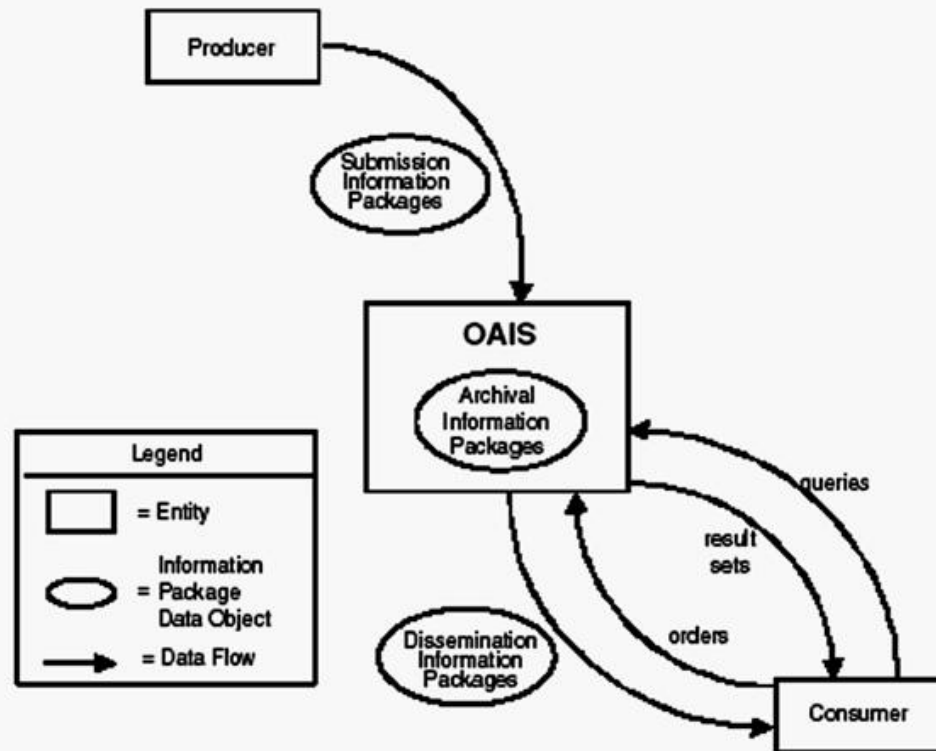 Producer
Submission
Information
Packages
OAIS
Archival
Information
Packages
queries
result
sets
orders
Dissemination
Information
Packages
Consumer
Legend
= Entity
Information
= Package
Data Object
= Data Flow